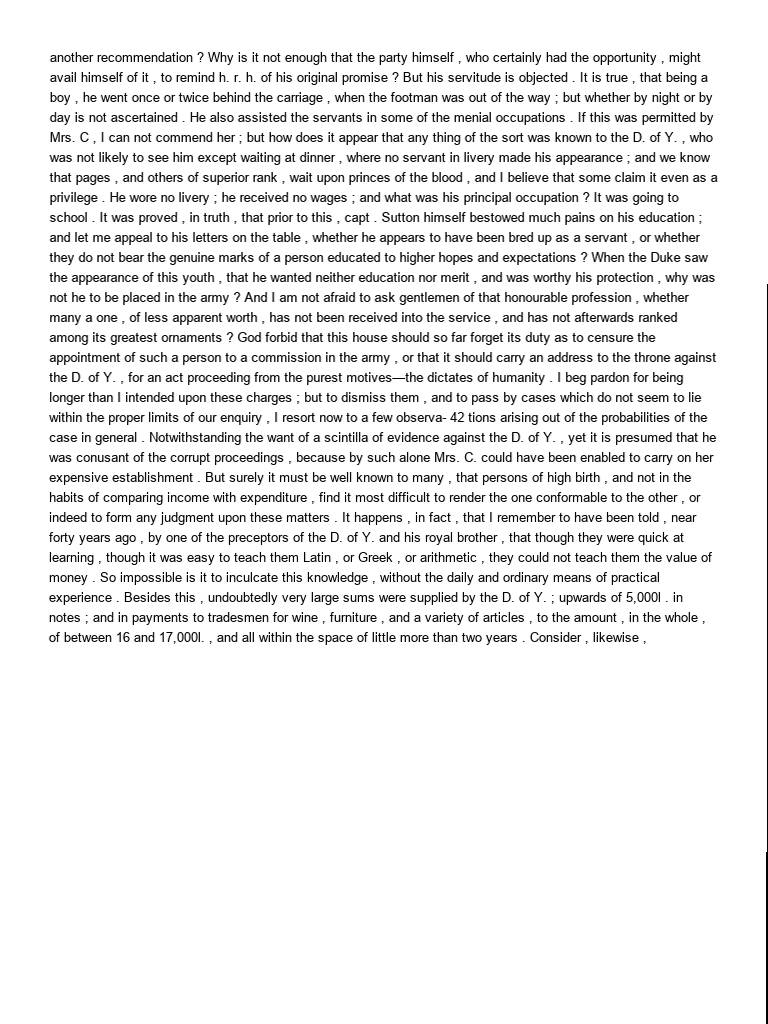 another recommendation ? Why is it not enough that the party himself , who certainly had the opportunity , might
avail himself of it , to remind h. r. h. of his original promise ? But his servitude is objected . It is true , that being a
boy , he went once or twice behind the carriage , when the footman was out of the way ; but whether by night or by
day is not ascertained . He also assisted the servants in some of the menial occupations . If this was permitted by
Mrs. C , I can not commend her ; but how does it appear that any thing of the sort was known to the D. of Y. , who
was not likely to see him except waiting at dinner , where no servant in livery made his appearance ; and we know
that pages , and others of superior rank , wait upon princes of the blood , and I believe that some claim it even as a
privilege . He wore no livery ; he received no wages ; and what was his principal occupation ? It was going to
school . It was proved , in truth , that prior to this , capt . Sutton himself bestowed much pains on his education ;
and let me appeal to his letters on the table , whether he appears to have been bred up as a servant , or whether
they do not bear the genuine marks of a person educated to higher hopes and expectations ? When the Duke saw
the appearance of this youth , that he wanted neither education nor merit , and was worthy his protection , why was
not he to be placed in the army ? And I am not afraid to ask gentlemen of that honourable profession , whether
many a one , of less apparent worth , has not been received into the service , and has not afterwards ranked
among its greatest ornaments ? God forbid that this house should so far forget its duty as to censure the
appointment of such a person to a commission in the army , or that it should carry an address to the throne against
the D. of Y. , for an act proceeding from the purest motives—the dictates of humanity . I beg pardon for being
longer than I intended upon these charges ; but to dismiss them , and to pass by cases which do not seem to lie
within the proper limits of our enquiry , I resort now to a few observa- 42 tions arising out of the probabilities of the
case in general . Notwithstanding the want of a scintilla of evidence against the D. of Y. , yet it is presumed that he
was conusant of the corrupt proceedings , because by such alone Mrs. C. could have been enabled to carry on her
expensive establishment . But surely it must be well known to many , that persons of high birth , and not in the
habits of comparing income with expenditure , find it most difficult to render the one conformable to the other , or
indeed to form any judgment upon these matters . It happens , in fact , that I remember to have been told , near
forty years ago , by one of the preceptors of the D. of Y. and his royal brother , that though they were quick at
learning , though it was easy to teach them Latin , or Greek , or arithmetic , they could not teach them the value of
money . So impossible is it to inculcate this knowledge , without the daily and ordinary means of practical
experience . Besides this , undoubtedly very large sums were supplied by the D. of Y. ; upwards of 5,000l . in
notes ; and in payments to tradesmen for wine , furniture , and a variety of articles , to the amount , in the whole ,
of between 16 and 17,000l. , and all within the space of little more than two years . Consider , likewise ,